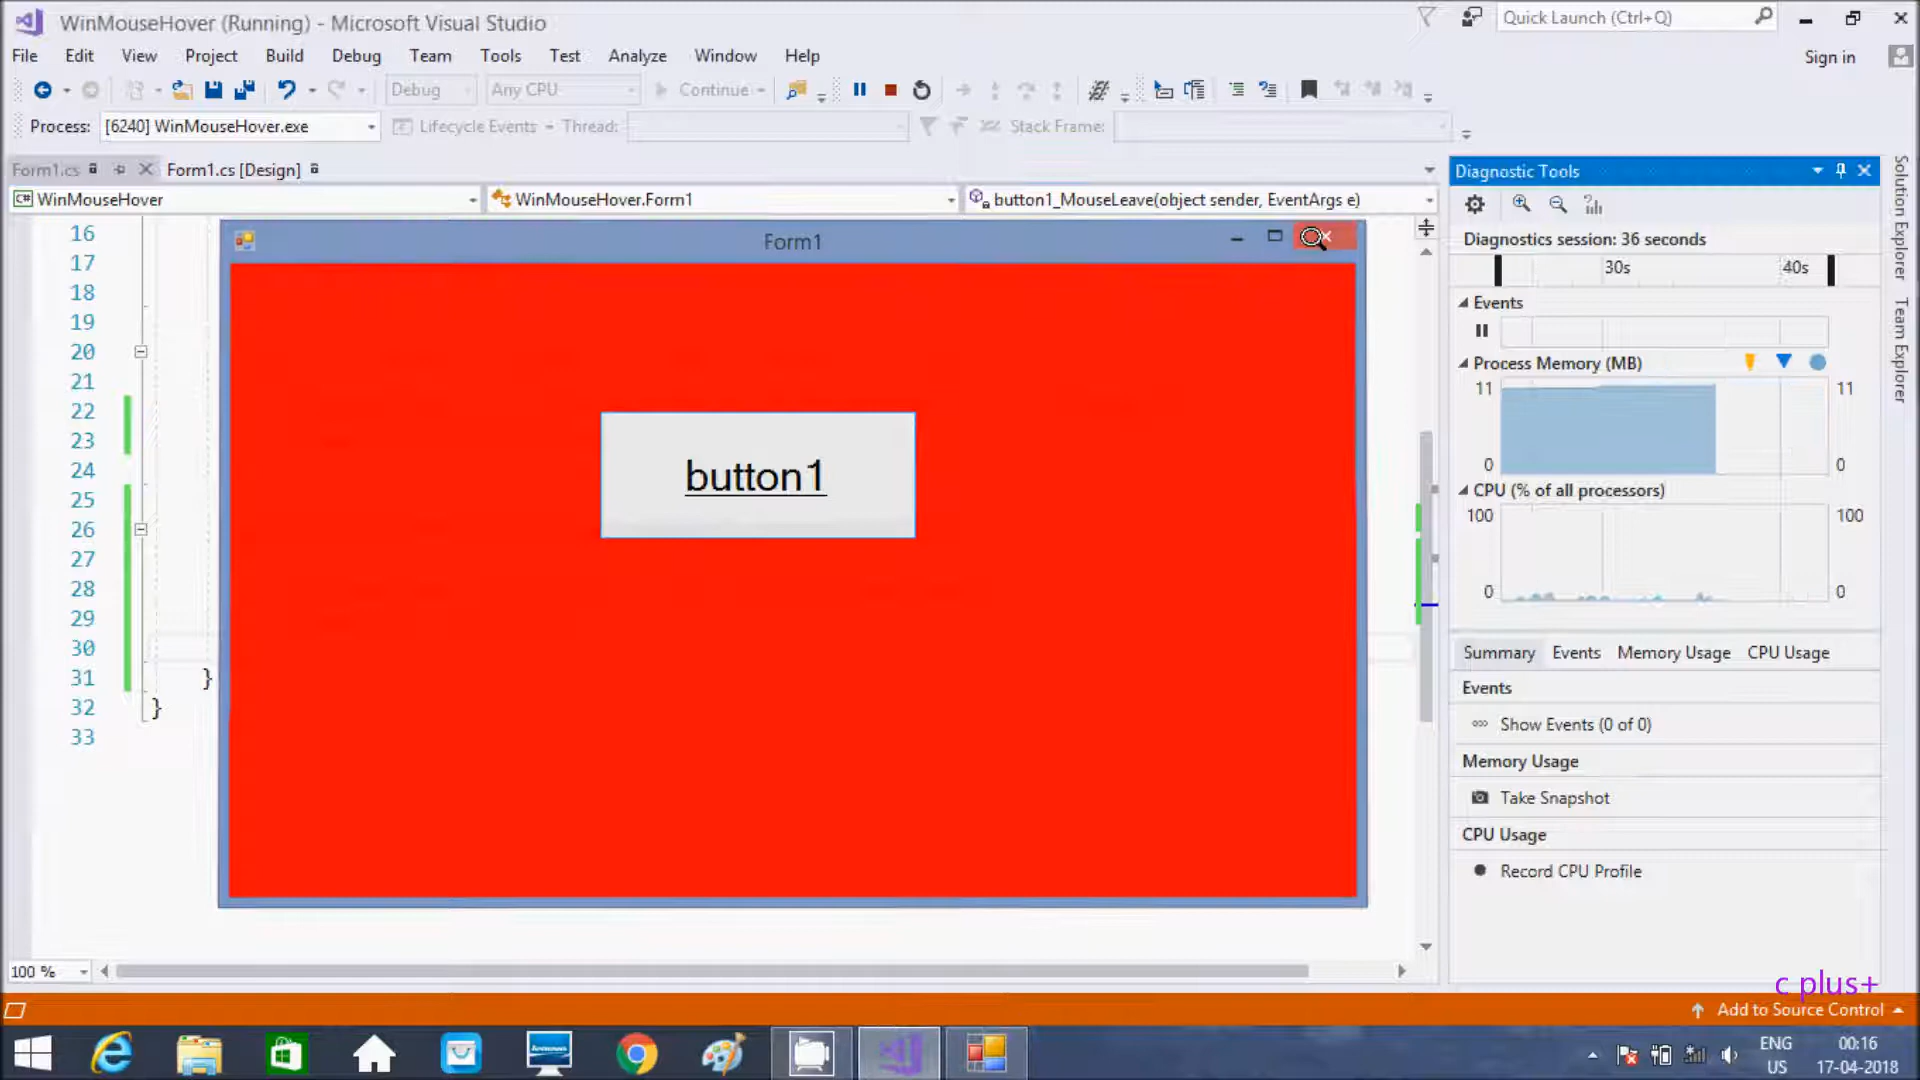 WinMouseHover (Running) - Microsoft Visual Studio
Quick Launch (Ctrl+Q)
File Edit View Project Build Debug Team Tools Test Analyze Window Help
Sign in
Debug Any CPU Continue
Process: [6240] WinMouseHover.exe Lifecycle Events Thread: Stack Frame:
Form1.cs Form1.cs [Design]
WinMouseHover WinMouseHover.Form1 button1_MouseLeave(object sender, EventArgs e)
16
17
18
19
20
21
22
23
24
25
26
27
28
29
30
31 }
32 }
33
Form1
button1
100 %
Diagnostic Tools
Diagnostics session: 36 seconds
30s 40s
Events
Process Memory (MB)
11 11
0 0
CPU (% of all processors)
100 100
0 0
Summary Events Memory Usage CPU Usage
Events
Show Events (0 of 0)
Memory Usage
Take Snapshot
CPU Usage
Record CPU Profile
Solution Explorer
Team Explorer
c plus+
Add to Source Control
ENG
US
00:16
17-04-2018